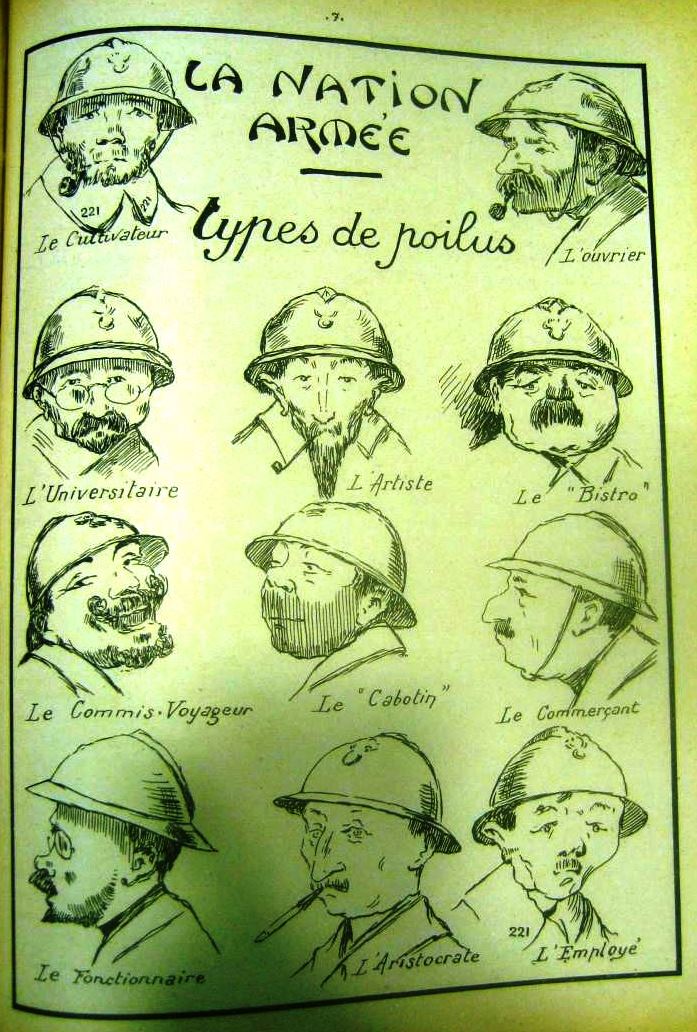 .7.
LA NATION
ARMÉE
types de poilus
221
221
Le Cultivateur
L'ouvrier
L'Universitaire
L'Artiste
Le "Bistro"
Le Commis-Voyageur
Le "Cabotin"
Le Commerçant
Le Fonctionnaire
L'Aristocrate
221
L'Employé